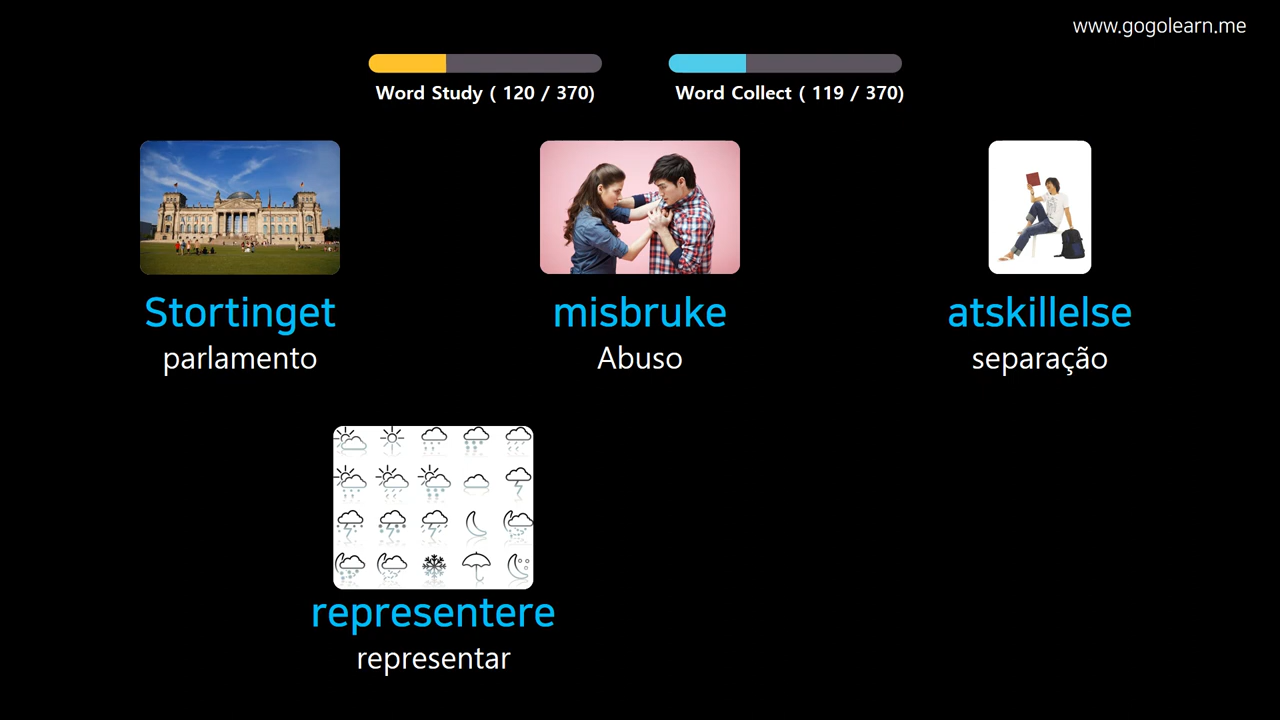 www.gogolearn.me
Word Study ( 120 / 370)
Word Collect ( 119 / 370)
Stortinget
parlamento
misbruke
Abuso
atskillelse
separação
representere
representar